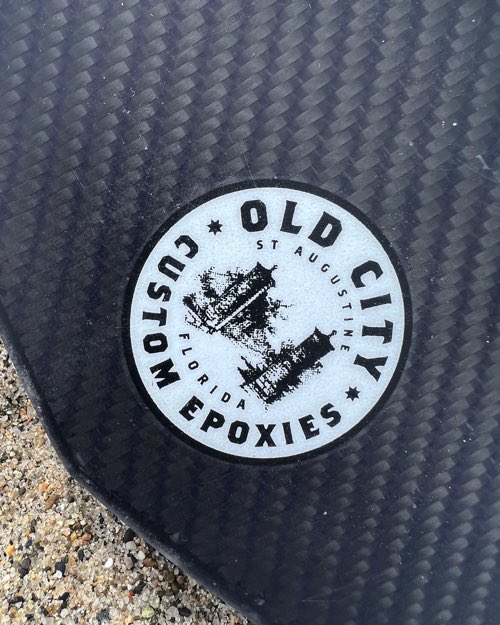 OLD CITY
ST AUGUSTINE
FLORIDA
CUSTOM EPOXIES